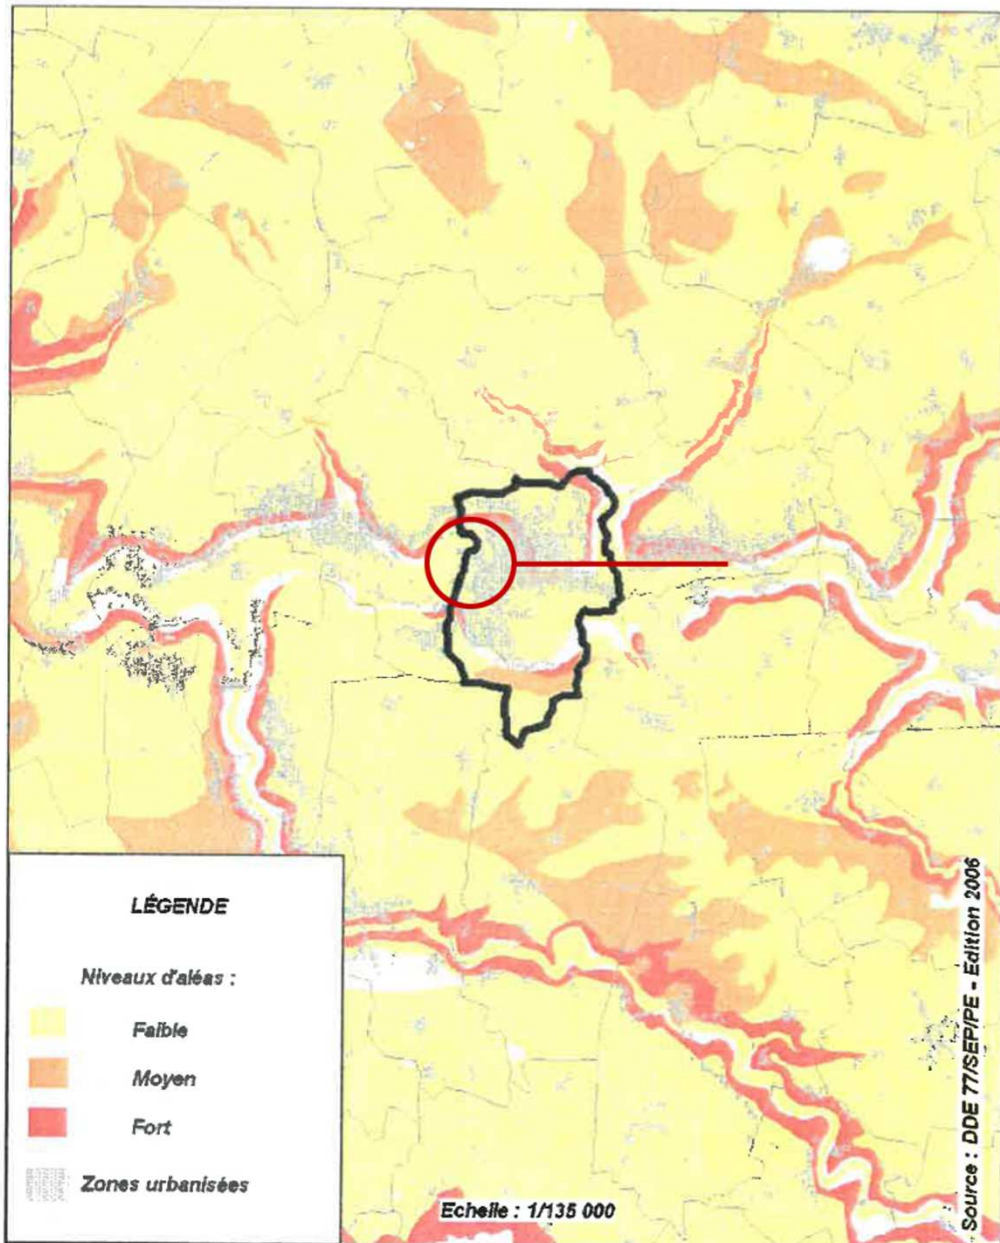 LÉGENDE
Niveaux d'aléas :
Faible
Moyen
Fort
Zones urbanisées
Echelle : 1/135 000
Source : DDE 77/SEP/PE - Edition 2006